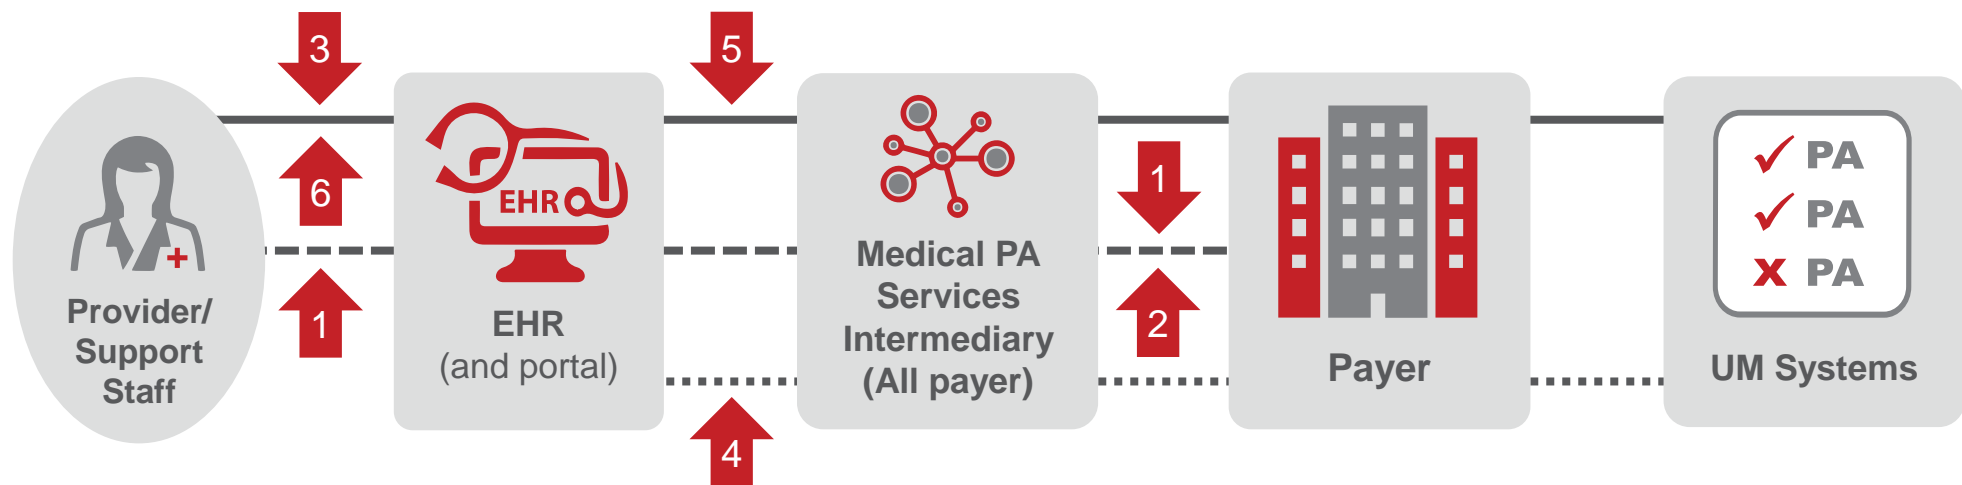 3
6
1
Provider/
Support
Staff
EHR
EHR
(and portal)
5
4
Medical PA
Services
Intermediary
(All payer)
1
2
Payer
PA
PA
X PA
UM Systems